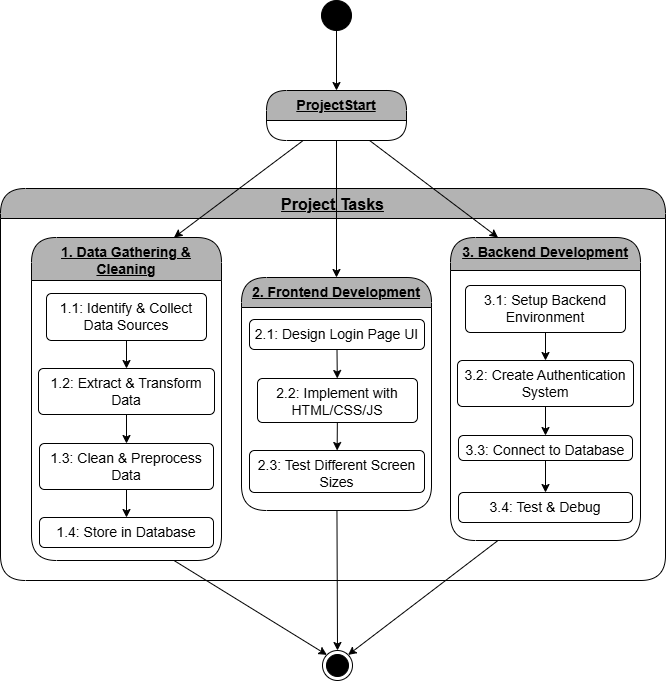 ProjectStart
Project Tasks
1. Data Gathering &
Cleaning
1.1: Identify & Collect
Data Sources
1.2: Extract & Transform
Data
1.3: Clean & Preprocess
Data
1.4: Store in Database
2. Frontend Development
2.1: Design Login Page UI
2.2: Implement with
HTML/CSS/JS
2.3: Test Different Screen
Sizes
3. Backend Development
3.1: Setup Backend
Environment
3.2: Create Authentication
System
3.3: Connect to Database
3.4: Test & Debug